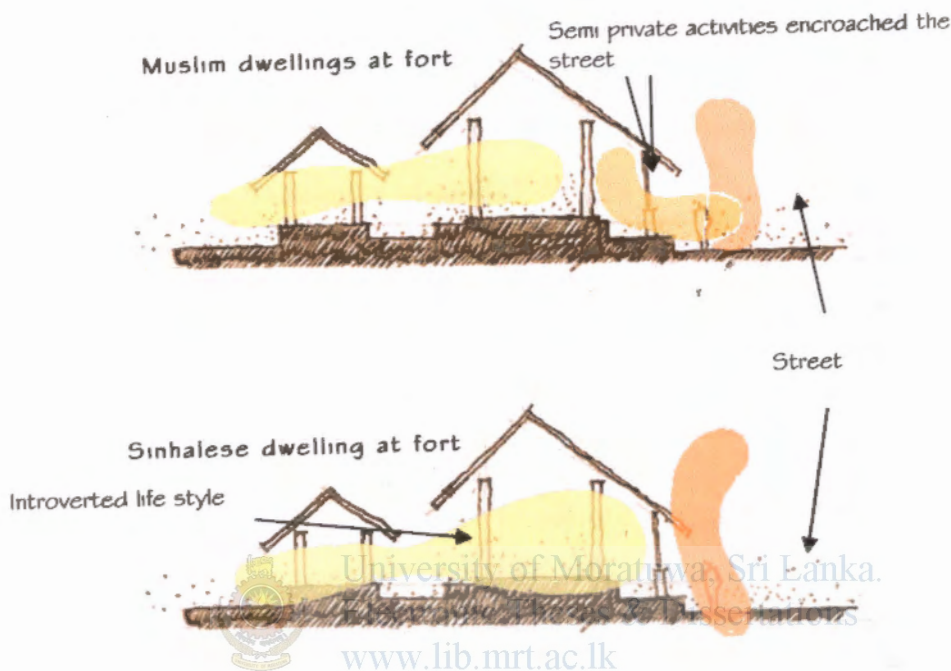 Semi private activities encroached the
street
Muslim dwellings at fort
Street
Sinhalese dwelling at fort
Introverted life style
University of Moratuwa, Sri Lanka.
Electronic Theses & Dissertations
www.lib.mrt.ac.lk